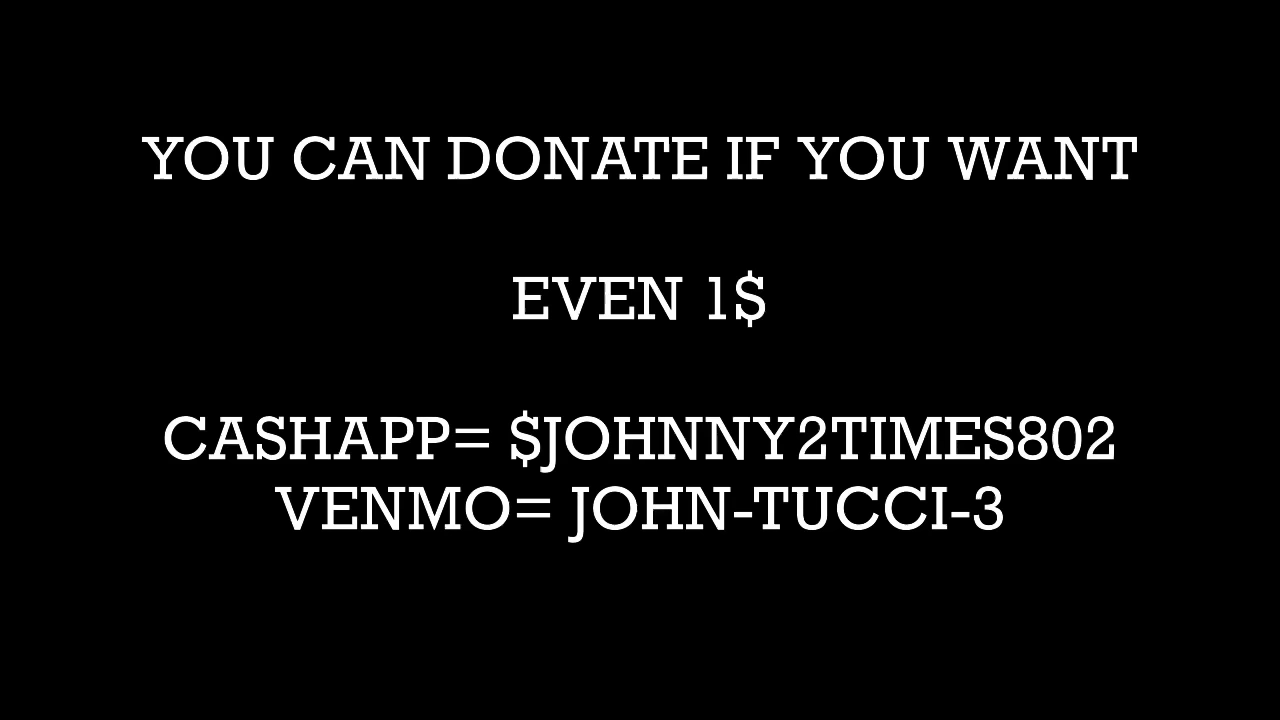 YOU CAN DONATE IF YOU WANT
EVEN 1$
CASHAPP= $JOHNNY2TIMES802
VENMO= JOHN-TUCCI-3